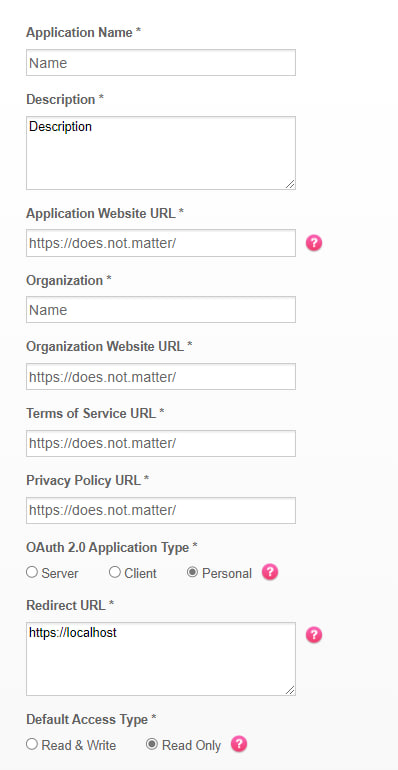 Application Name *
Name
Description *
Description
Application Website URL *
https://does.not.matter/
?
Organization *
Name
Organization Website URL *
https://does.not.matter/
Terms of Service URL *
https://does.not.matter/
Privacy Policy URL *
https://does.not.matter/
OAuth 2.0 Application Type *
Server Client Personal ?
Redirect URL *
https://localhost
?
Default Access Type *
Read & Write Read Only ?